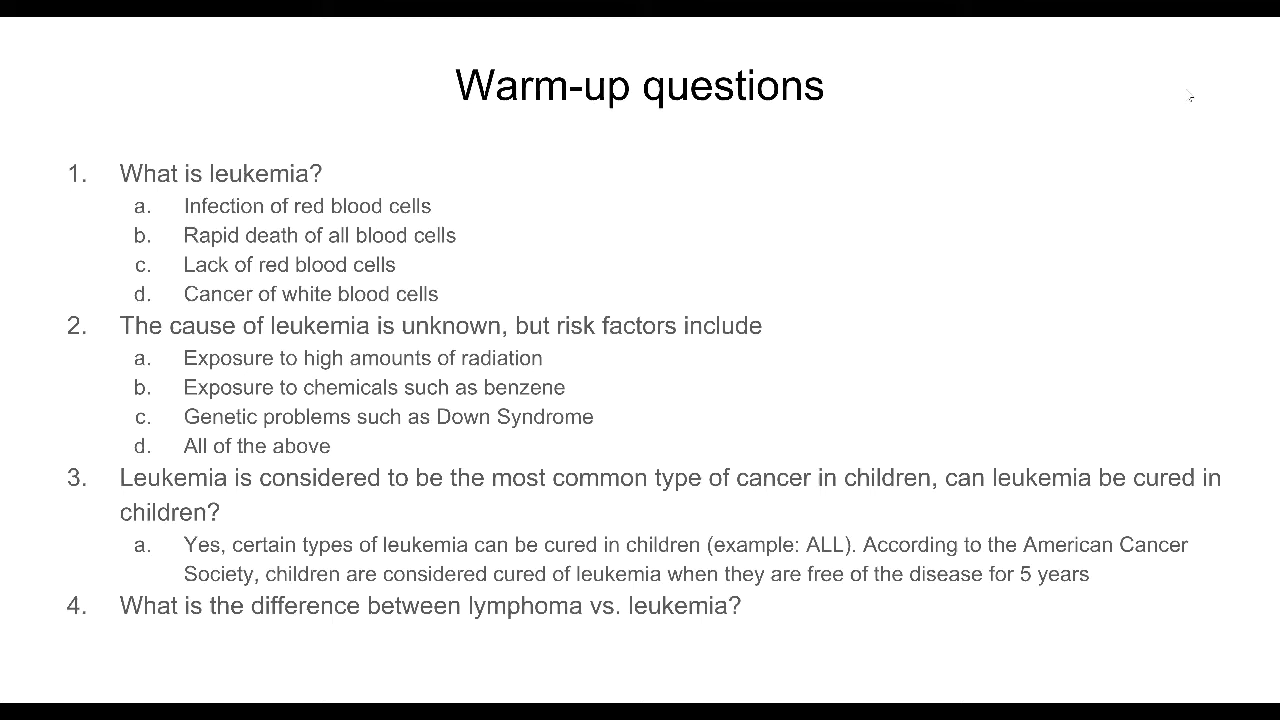 Warm-up questions
1. What is leukemia?
a. Infection of red blood cells
b. Rapid death of all blood cells
c. Lack of red blood cells
d. Cancer of white blood cells
2. The cause of leukemia is unknown, but risk factors include
a. Exposure to high amounts of radiation
b. Exposure to chemicals such as benzene
c. Genetic problems such as Down Syndrome
d. All of the above
3. Leukemia is considered to be the most common type of cancer in children, can leukemia be cured in
children?
a. Yes, certain types of leukemia can be cured in children (example: ALL). According to the American Cancer
Society, children are considered cured of leukemia when they are free of the disease for 5 years
4. What is the difference between lymphoma vs. leukemia?